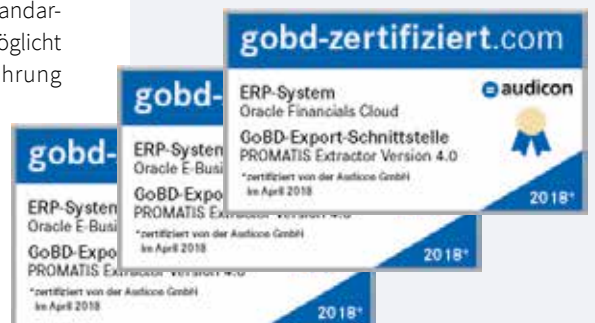 andar-
öglicht
ührung
gobd-zertifiziert.com
ERP-System
Oracle Financials Cloud
GoBD-Export-Schnittstelle
PROMATIS Extractor Version 4.0
*zertifiziert von der Audicon GmbH
im April 2018
audicon
2018*
gobd-
ERP-System
Oracle E-Busi
GoBD-Expo
PROMATIS Extractor Version 4.0
*zertifiziert von der Audicon GmbH
im April 2018
2018*
gobd-
ERP-System
Oracle E-Busi
GoBD-Expo
PROMATIS Extractor Version 4.0
*zertifiziert von der Audicon GmbH
im April 2018
2018*